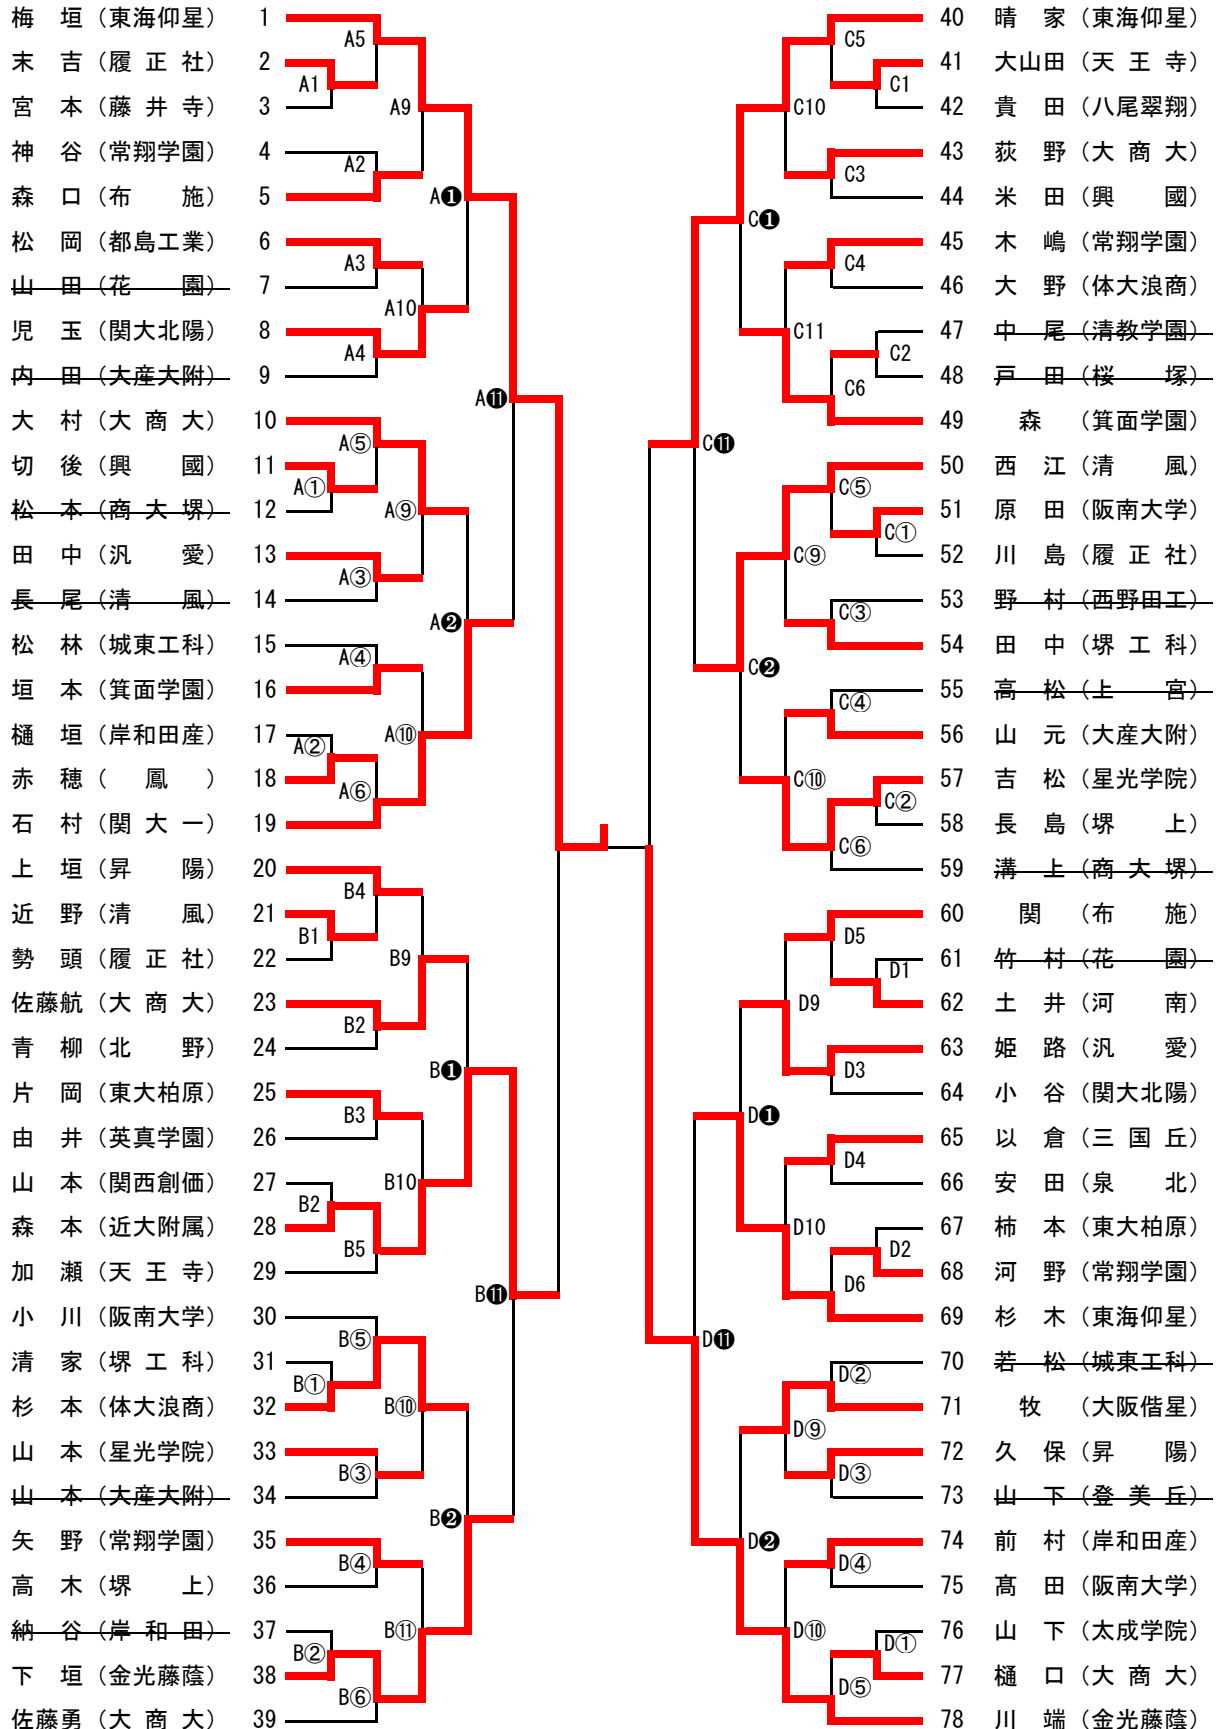 梅　垣（東海仰星）　1
末　吉（履 正 社）　2
宮　本（藤 井 寺）　3
神　谷（常翔学園）　4
森　口（布　　施）　5
松　岡（都島工業）　6
山　田（花　　園）　7
児　玉（関大北陽）　8
内　田（大産大附）　9
大　村（大 商 大）　10
切　後（興　　國）　11
松　本（商 大 堺）　12
田　中（汎　　愛）　13
長　尾（清　　風）　14
松　林（城東工科）　15
垣　本（箕面学園）　16
樋　垣（岸和田産）　17
赤　穂（　鳳　）　18
石　村（関 大 一）　19
上　垣（昇　　陽）　20
近　野（清　　風）　21
勢　頭（履 正 社）　22
佐藤航（大 商 大）　23
青　柳（北　　野）　24
片　岡（東大柏原）　25
由　井（英真学園）　26
山　本（関西創価）　27
森　本（近大附属）　28
加　瀬（天 王 寺）　29
小　川（阪南大学）　30
清　家（堺 工 科）　31
杉　本（体大浪商）　32
山　本（星光学院）　33
山　本（大産大附）　34
矢　野（常翔学園）　35
高　木（堺　　上）　36
納　谷（岸 和 田）　37
下　垣（金光藤蔭）　38
佐藤勇（大 商 大）　39
A5
A1
A9
A2
A❶
A3
A10
A4
A⓫
A⑤
A①
A⑨
A③
A❷
A④
A②
A⑩
A⑥
B4
B1
B9
B2
B❶
B3
B10
B2
B5
B⓫
B⑤
B①
B⑩
B③
B❷
B④
B⑪
B②
B⑥
C5
C1
C10
C3
C❶
C4
C11
C2
C6
C⓫
C⑤
C①
C⑨
C③
C❷
C④
C⑩
C②
C⑥
D5
D1
D9
D3
D❶
D4
D10
D2
D6
D⓫
D②
D⑨
D③
D❷
D④
D⑩
D①
D⑤
40　晴　家（東海仰星）
41　大山田（天 王 寺）
42　貴　田（八尾翠翔）
43　荻　野（大 商 大）
44　米　田（興　　國）
45　木　嶋（常翔学園）
46　大　野（体大浪商）
47　中　尾（清教学園）
48　戸　田（桜　　塚）
49　森　（箕面学園）
50　西　江（清　　風）
51　原　田（阪南大学）
52　川　島（履 正 社）
53　野　村（西野田工）
54　田　中（堺 工 科）
55　高　松（上　　宮）
56　山　元（大産大附）
57　吉　松（星光学院）
58　長　島（堺　　上）
59　溝　上（商 大 堺）
60　関　（布　　施）
61　竹　村（花　　園）
62　土　井（河　　南）
63　姫　路（汎　　愛）
64　小　谷（関大北陽）
65　以　倉（三 国 丘）
66　安　田（泉　　北）
67　柿　本（東大柏原）
68　河　野（常翔学園）
69　杉　木（東海仰星）
70　若　松（城東工科）
71　牧　（大阪偕星）
72　久　保（昇　　陽）
73　山　下（登 美 丘）
74　前　村（岸和田産）
75　髙　田（阪南大学）
76　山　下（太成学院）
77　樋　口（大 商 大）
78　川　端（金光藤蔭）